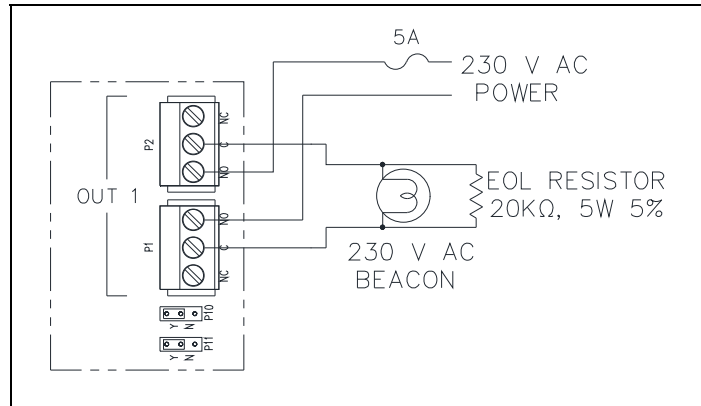 5A
230 V AC
POWER
NC
C
NO
P2
OUT 1
NO
C
NC
P1
EOL RESISTOR
20KΩ, 5W 5%
230 V AC
BEACON
P10
Y N
P11
Y N